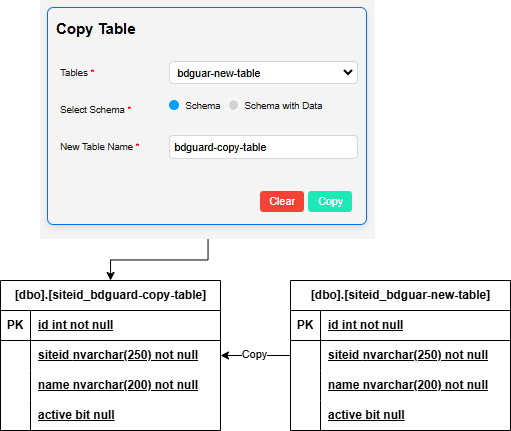 Copy Table
Tables *
bdguar-new-table
Select Schema *
Schema
Schema with Data
New Table Name *
bdguard-copy-table
Clear
Copy
[dbo].[siteid_bdguard-copy-table]
PK
id int not null
siteid nvarchar(250) not null
name nvarchar(200) not null
active bit null
Copy
[dbo].[siteid_bdguar-new-table]
PK
id int not null
siteid nvarchar(250) not null
name nvarchar(200) not null
active bit null